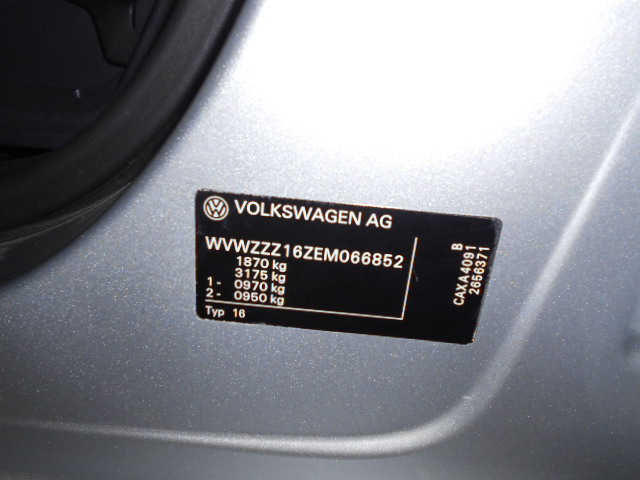 VOLKSWAGEN AG
WVWZZZ16ZEM066852
1870 kg
3175 kg
1- 0970 kg
2- 0950 kg
Typ 16
B
CAXA4091
2656371